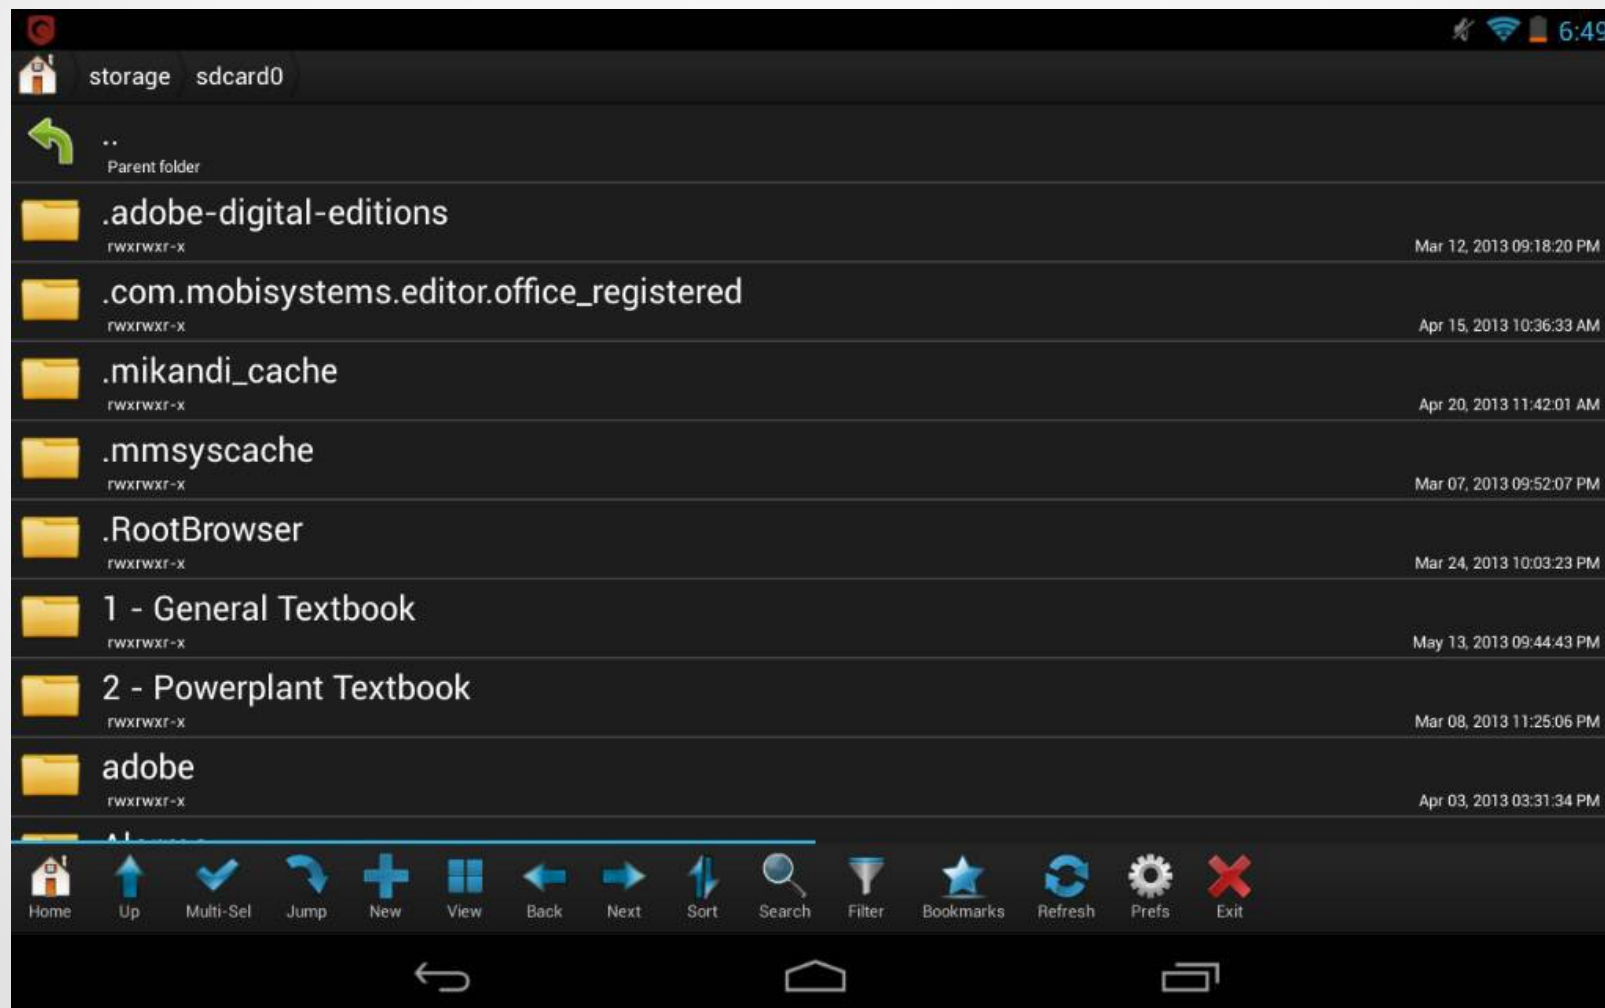 6:49
storage sdcard0
..
Parent folder
.adobe-digital-editions
rwxrwxr-x
Mar 12, 2013 09:18:20 PM
.com.mobisystems.editor.office_registered
rwxrwxr-x
Apr 15, 2013 10:36:33 AM
.mikandi_cache
rwxrwxr-x
Apr 20, 2013 11:42:01 AM
.mmsyscache
rwxrwxr-x
Mar 07, 2013 09:52:07 PM
.RootBrowser
rwxrwxr-x
Mar 24, 2013 10:03:23 PM
1 - General Textbook
rwxrwxr-x
May 13, 2013 09:44:43 PM
2 - Powerplant Textbook
rwxrwxr-x
Mar 08, 2013 11:25:06 PM
adobe
rwxrwxr-x
Apr 03, 2013 03:31:34 PM
Home Up Multi-Sel Jump New View Back Next Sort Search Filter Bookmarks Refresh Prefs Exit